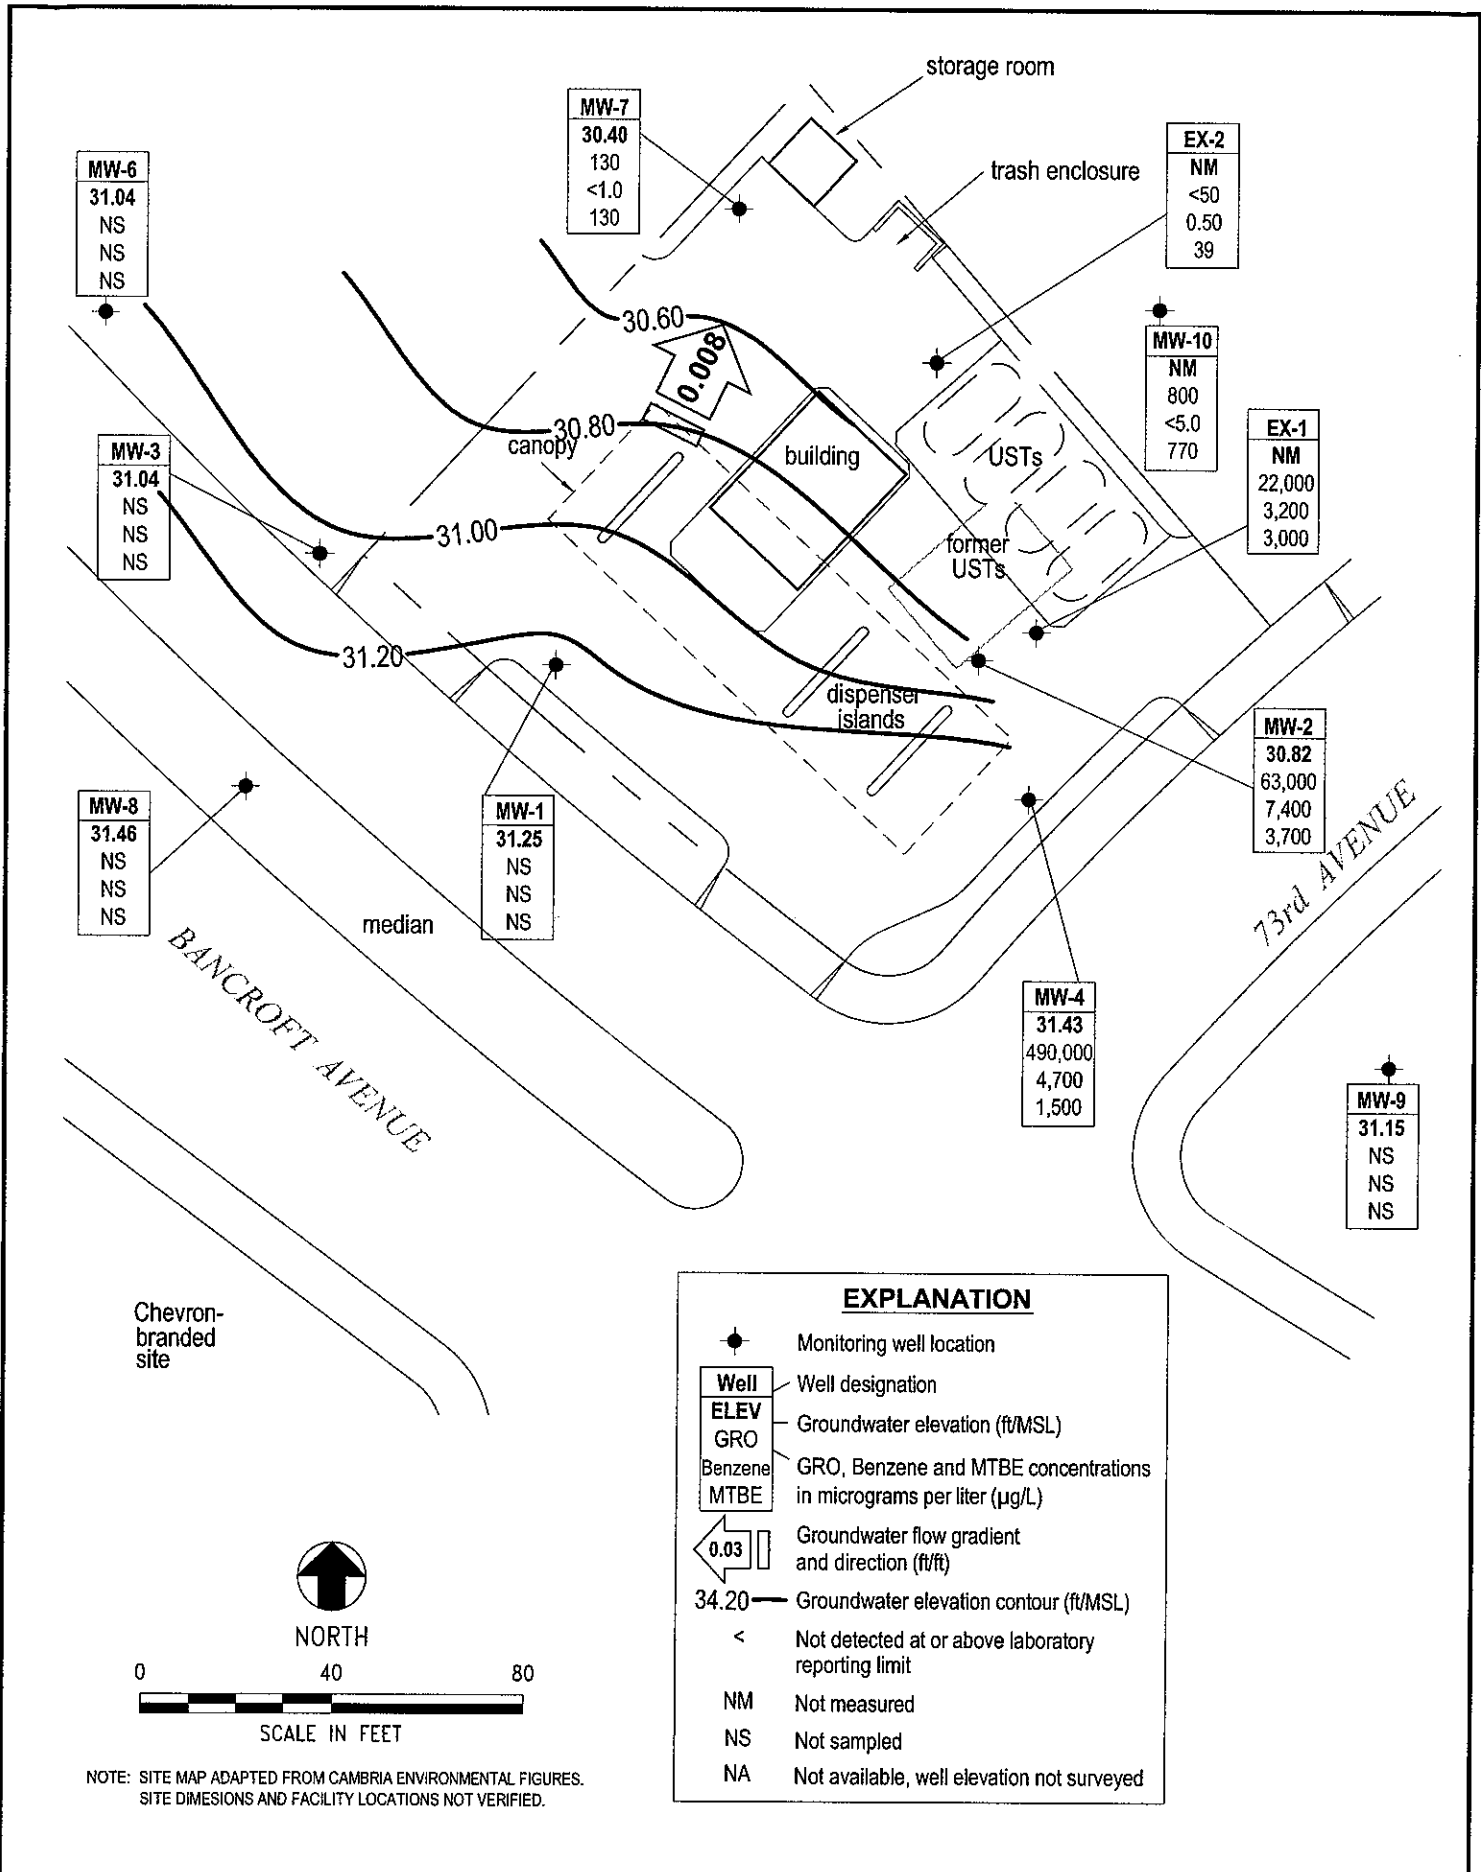 storage room
MW-7
30.40
130
<1.0
130
EX-2
NM
<50
0.50
39
MW-6
31.04
NS
NS
NS
trash enclosure
30.60
0.008
MW-10
NM
800
<5.0
770
30.80
canopy
building
USTs
EX-1
NM
22,000
3,200
3,000
MW-3
31.04
NS
NS
NS
31.00
former
USTs
31.20
dispenser
islands
MW-2
30.82
63,000
7,400
3,700
MW-8
31.46
NS
NS
NS
MW-1
31.25
NS
NS
NS
median
BANCROFT AVENUE
73rd AVENUE
MW-4
31.43
490,000
4,700
1,500
MW-9
31.15
NS
NS
NS
Chevron-
branded
site
EXPLANATION
Monitoring well location
Well
Well designation
ELEV
Groundwater elevation (ft/MSL)
GRO
Benzene
MTBE
GRO, Benzene and MTBE concentrations
in micrograms per liter (µg/L)
0.03
Groundwater flow gradient
and direction (ft/ft)
34.20
Groundwater elevation contour (ft/MSL)
< Not detected at or above laboratory
reporting limit
NM Not measured
NS Not sampled
NA Not available, well elevation not surveyed
NORTH
0 40 80
SCALE IN FEET
NOTE: SITE MAP ADAPTED FROM CAMBRIA ENVIRONMENTAL FIGURES.
SITE DIMESIONS AND FACILITY LOCATIONS NOT VERIFIED.